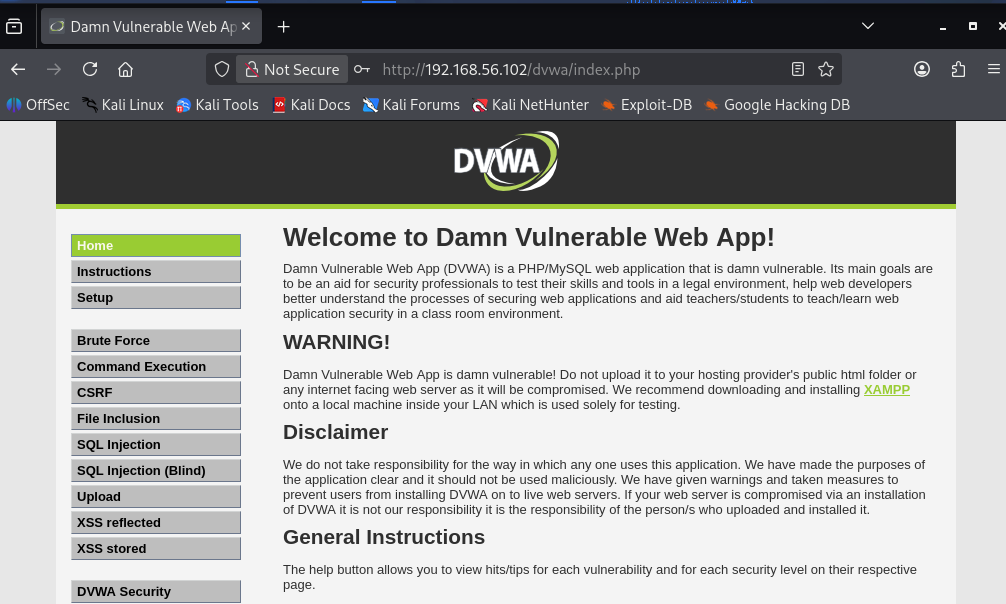 Damn Vulnerable Web Ap
Not Secure
http://192.168.56.102/dvwa/index.php
OffSec
Kali Linux
Kali Tools
Kali Docs
Kali Forums
Kali NetHunter
Exploit-DB
Google Hacking DB
DVWA
Home
Instructions
Setup
Brute Force
Command Execution
CSRF
File Inclusion
SQL Injection
SQL Injection (Blind)
Upload
XSS reflected
XSS stored
DVWA Security
Welcome to Damn Vulnerable Web App!
Damn Vulnerable Web App (DVWA) is a PHP/MySQL web application that is damn vulnerable. Its main goals are
to be an aid for security professionals to test their skills and tools in a legal environment, help web developers
better understand the processes of securing web applications and aid teachers/students to teach/learn web
application security in a class room environment.
WARNING!
Damn Vulnerable Web App is damn vulnerable! Do not upload it to your hosting provider's public html folder or
any internet facing web server as it will be compromised. We recommend downloading and installing XAMPP
onto a local machine inside your LAN which is used solely for testing.
Disclaimer
We do not take responsibility for the way in which any one uses this application. We have made the purposes of
the application clear and it should not be used maliciously. We have given warnings and taken measures to
prevent users from installing DVWA on to live web servers. If your web server is compromised via an installation
of DVWA it is not our responsibility it is the responsibility of the person/s who uploaded and installed it.
General Instructions
The help button allows you to view hits/tips for each vulnerability and for each security level on their respective
page.